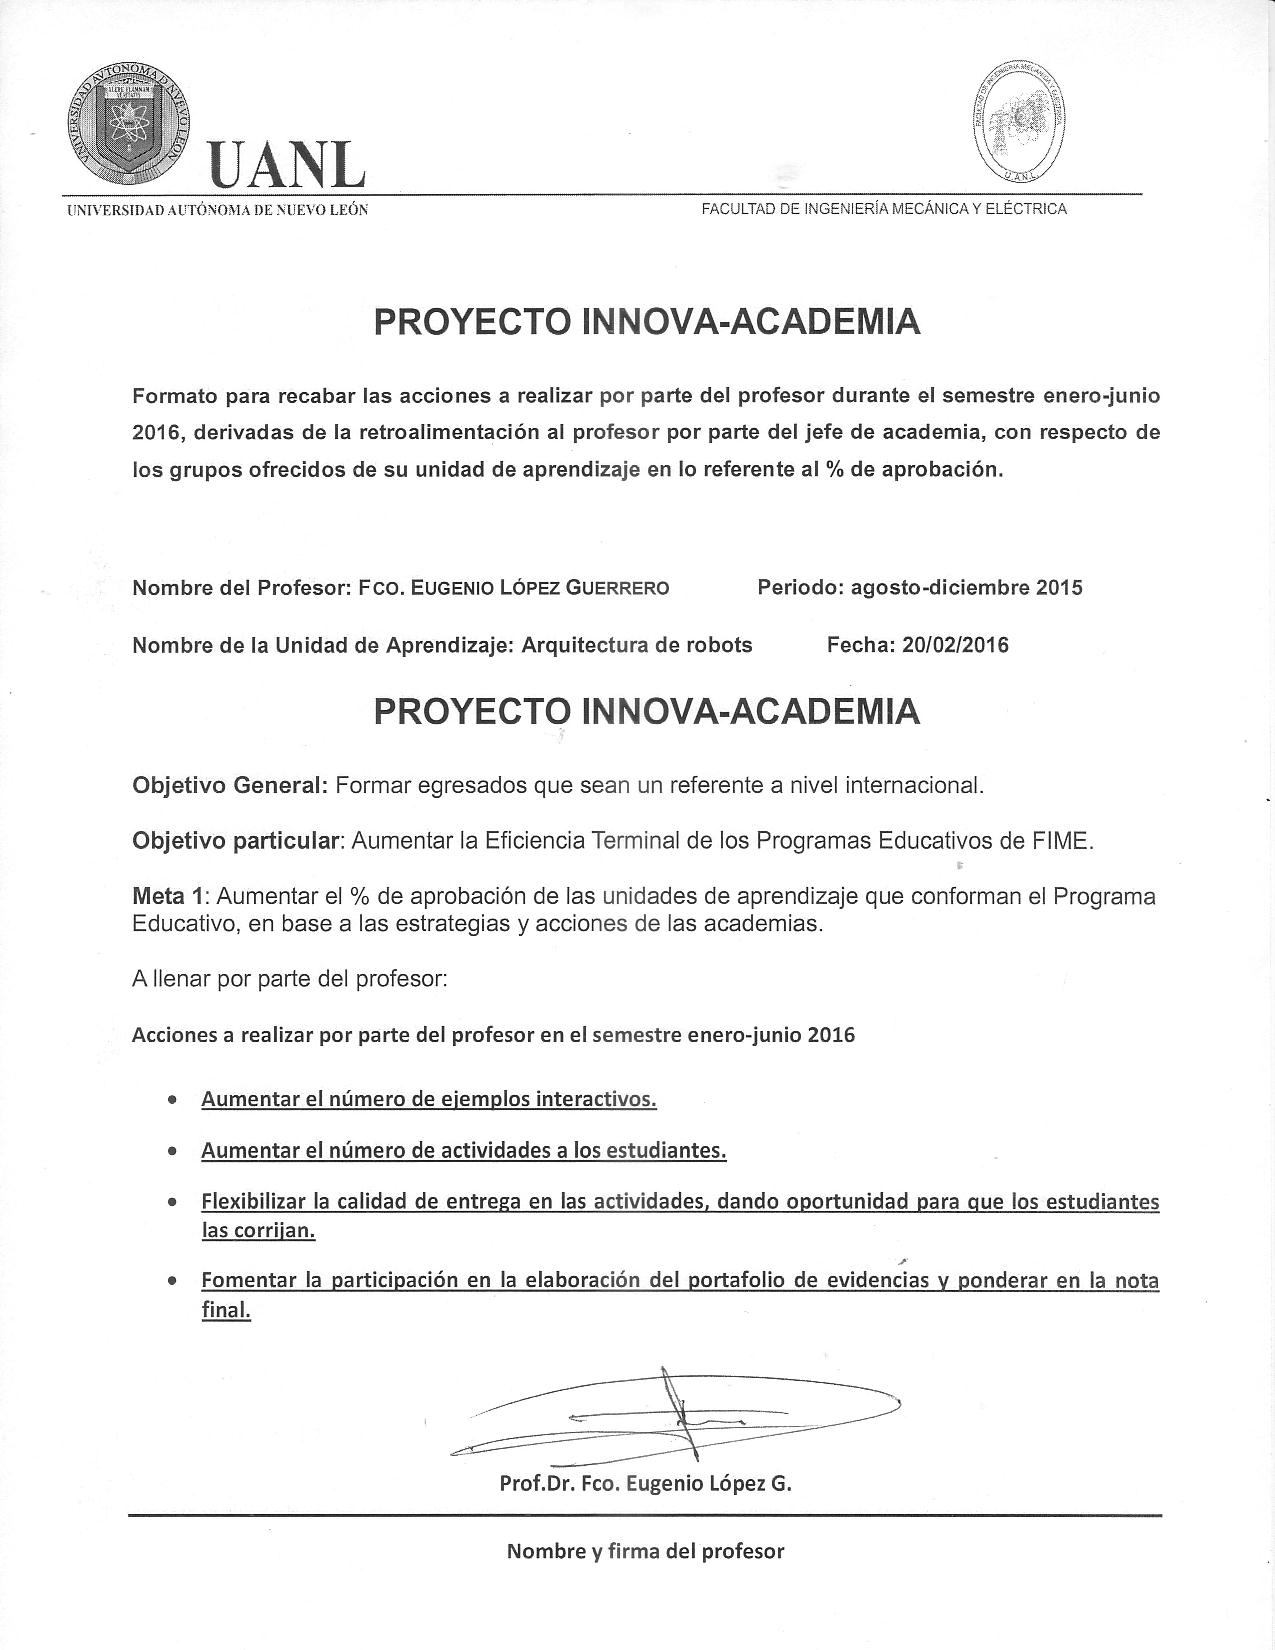 UNIVERSIDAD AUTONOMA DE NUEVO LEON
ALERE FLAMMAM
VERITATIS
UANL
UNIVERSIDAD AUTÓNOMA DE NUEVO LEÓN
FACULTAD DE INGENIERIA MECANICA Y ELECTRICA
U.A.N.L.
FACULTAD DE INGENIERÍA MECÁNICA Y ELÉCTRICA
PROYECTO INNOVA-ACADEMIA
Formato para recabar las acciones a realizar por parte del profesor durante el semestre enero-junio
2016, derivadas de la retroalimentación al profesor por parte del jefe de academia, con respecto de
los grupos ofrecidos de su unidad de aprendizaje en lo referente al % de aprobación.
Nombre del Profesor: FCO. EUGENIO LÓPEZ GUERRERO Periodo: agosto-diciembre 2015
Nombre de la Unidad de Aprendizaje: Arquitectura de robots Fecha: 20/02/2016
PROYECTO INNOVA-ACADEMIA
Objetivo General: Formar egresados que sean un referente a nivel internacional.
Objetivo particular: Aumentar la Eficiencia Terminal de los Programas Educativos de FIME.
Meta 1: Aumentar el % de aprobación de las unidades de aprendizaje que conforman el Programa
Educativo, en base a las estrategias y acciones de las academias.
A llenar por parte del profesor:
Acciones a realizar por parte del profesor en el semestre enero-junio 2016
• Aumentar el número de ejemplos interactivos.
• Aumentar el número de actividades a los estudiantes.
• Flexibilizar la calidad de entrega en las actividades, dando oportunidad para que los estudiantes
las corrijan.
• Fomentar la participación en la elaboración del portafolio de evidencias y ponderar en la nota
final.
Prof.Dr. Fco. Eugenio López G.
Nombre y firma del profesor